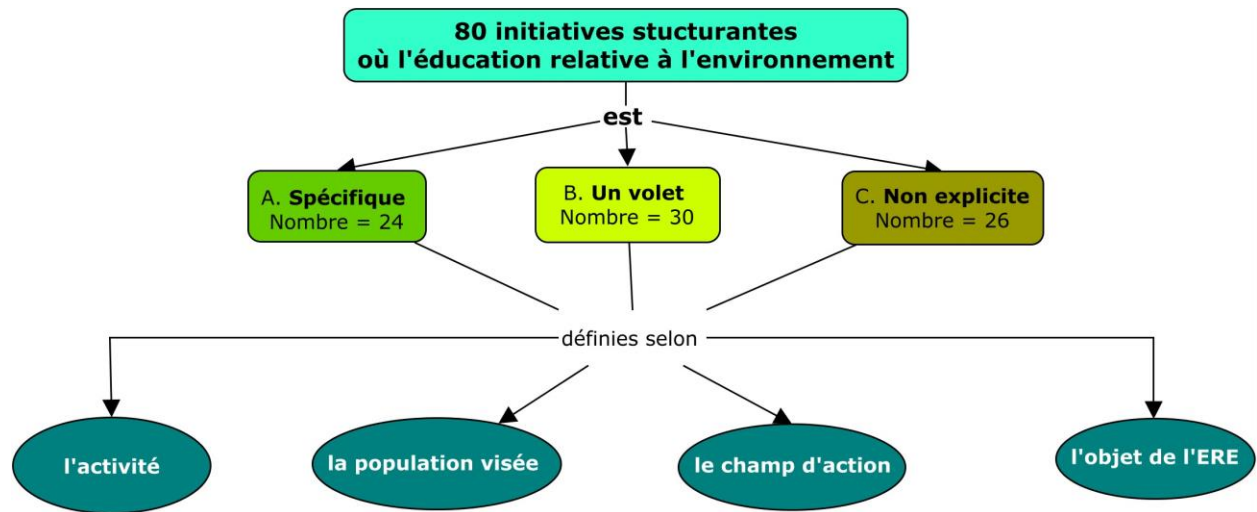 80 initiatives stucturantes
où l'éducation relative à l'environnement
est
A. Spécifique
Nombre = 24
B. Un volet
Nombre = 30
C. Non explicite
Nombre = 26
définies selon
l'activité
la population visée
le champ d'action
l'objet de l'ERE